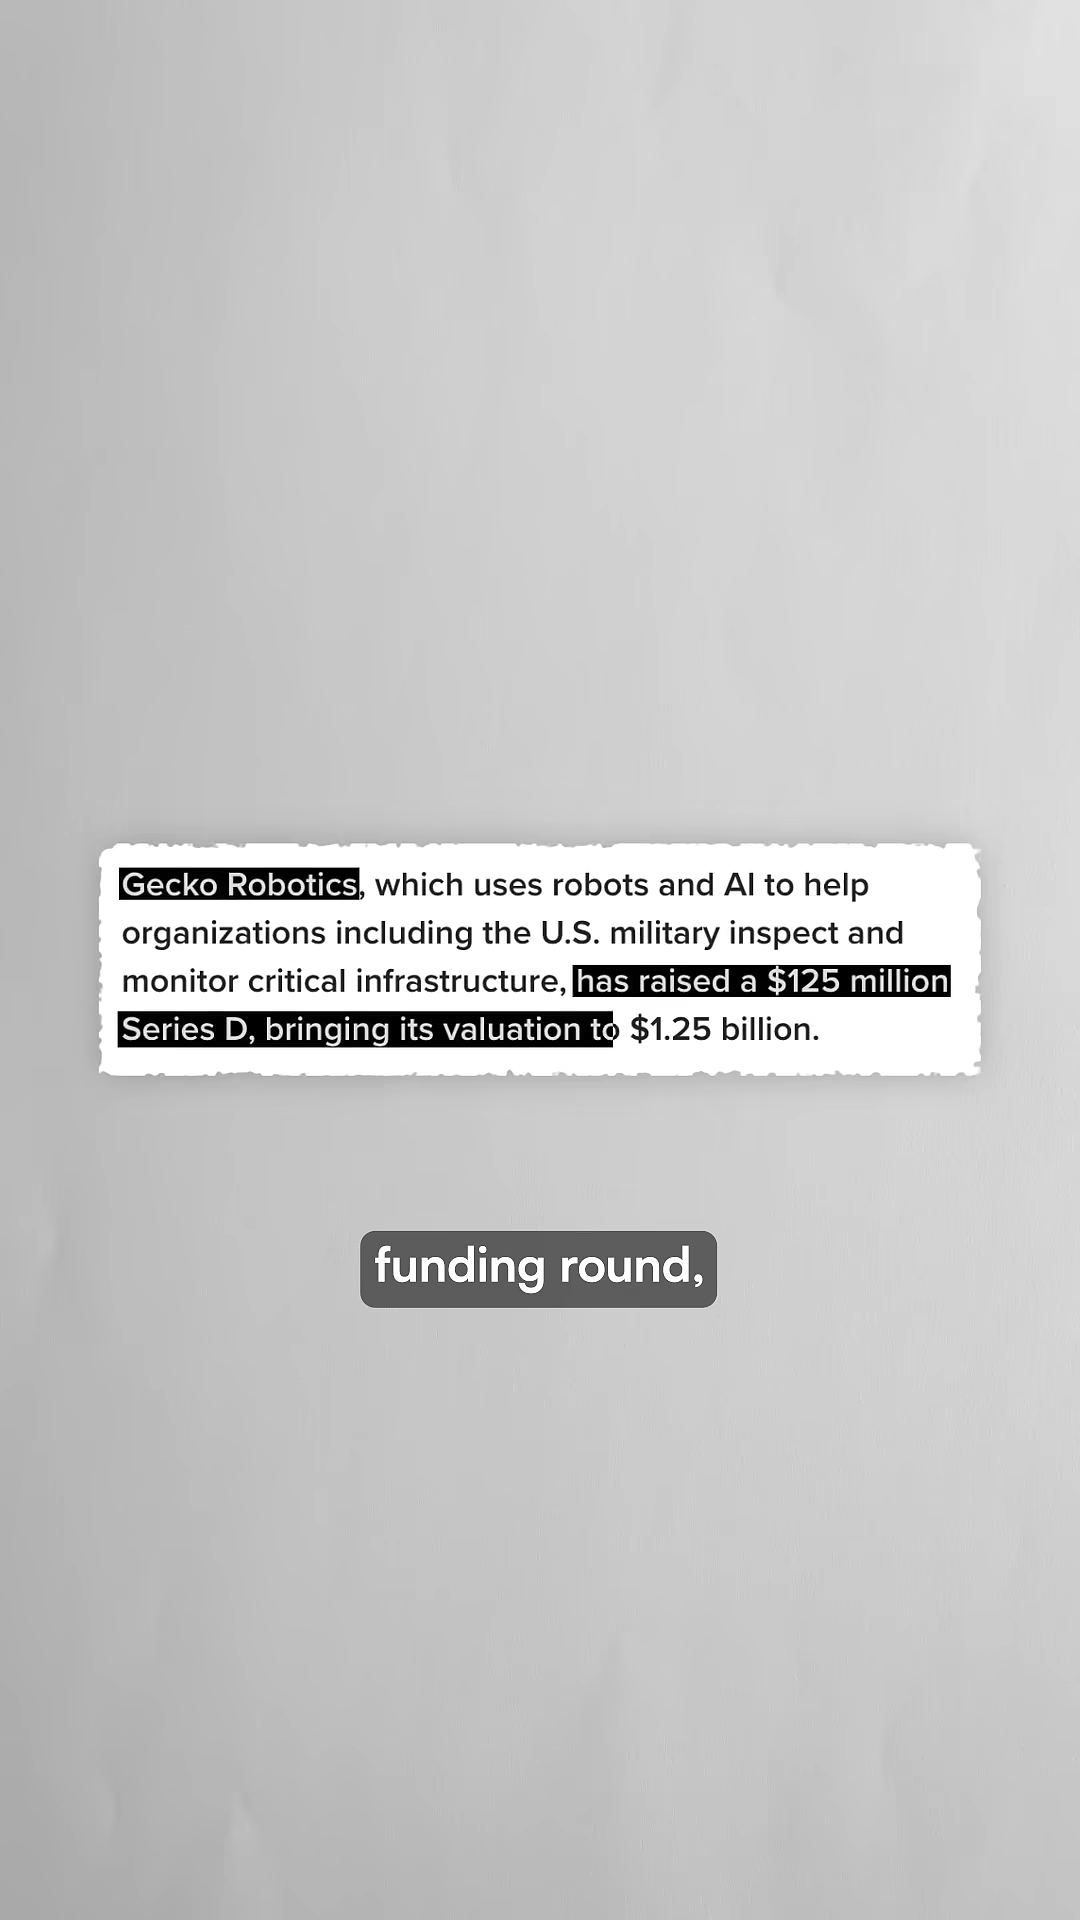 Gecko Robotics, which uses robots and AI to help
organizations including the U.S. military inspect and
monitor critical infrastructure, has raised a $125 million
Series D, bringing its valuation to $1.25 billion.
funding round,